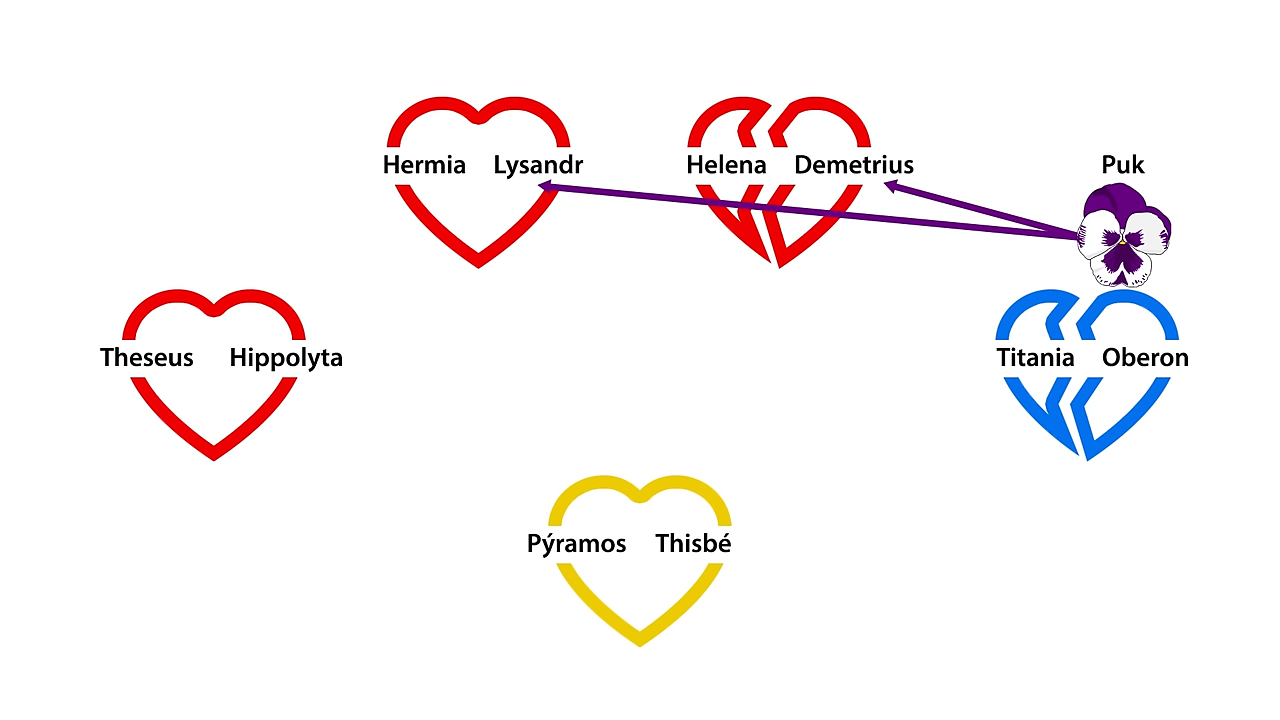 Hermia Lysandr
Helena Demetrius
Puk
Theseus Hippolyta
Titania Oberon
Pýramos Thisbé